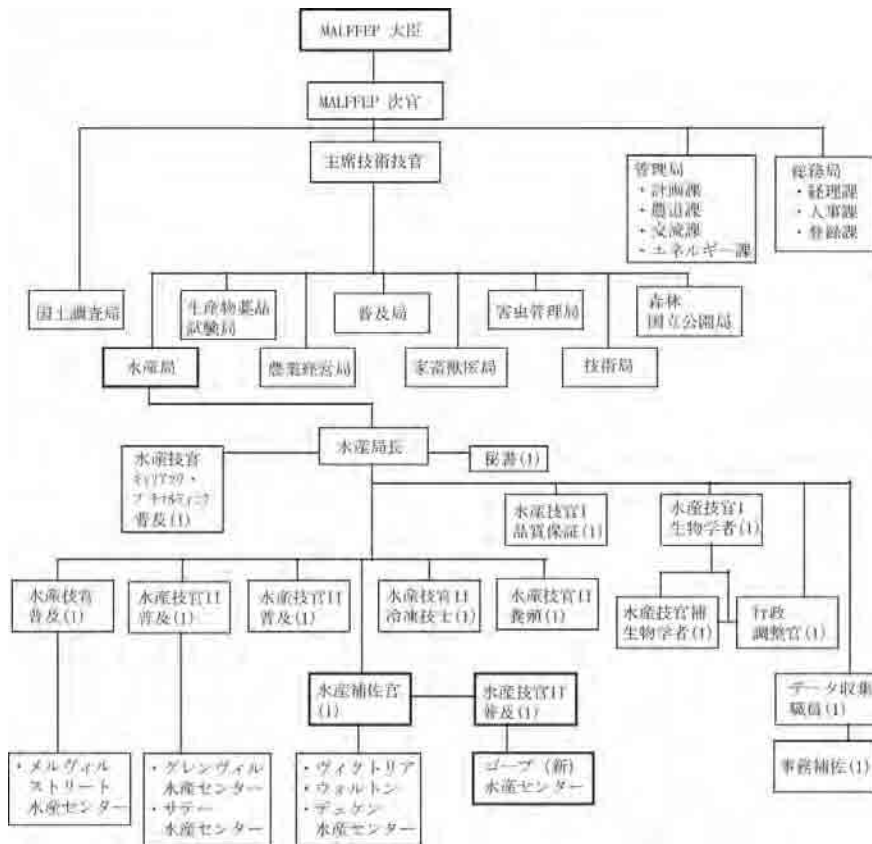 MALFFEP 大臣
MALFFEP 次官
主席技術技官
管理局
・計画課
・農道課
・交流課
・エネルギー課
総務局
・経理課
・人事課
・登録課
国土調査局
生産物薬品
試験局
普及局
害虫管理局
森林
国立公園局
水産局
農業経営局
家畜獣医局
技術局
水産局長
秘書(1)
水産技官
普及(1)
水産技官I
品質保証(1)
水産技官I
生物学者(1)
水産技官
普及(1)
水産技官II
普及(1)
水産技官II
普及(1)
水産技官II
冷凍技士(1)
水産技官II
養殖(1)
水産技官補
生物学者(1)
行政
調整官(1)
水産補佐官
(1)
水産技官II
普及(1)
データ収集
職員(1)
・メルヴィル
ストリート
水産センター
・グレンヴィル
水産センター
・サテー
水産センター
・ヴィクトリア
・ウォルトン
・デュケン
水産センター
ゴーブ (新)
水産センター
事務補佐(1)